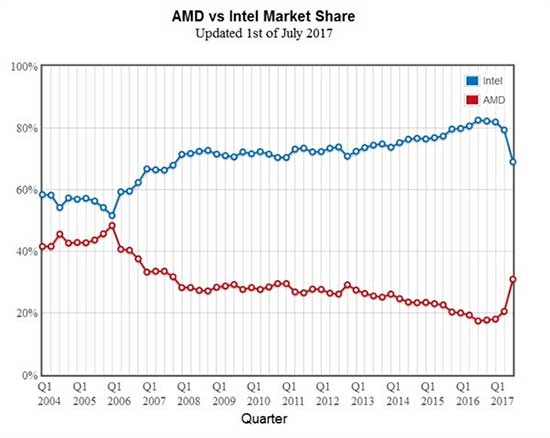 AMD vs Intel Market Share
Updated 1st of July 2017
100%
Intel
AMD
80%
60%
40%
20%
0%
Q1 Q1 Q1 Q1 Q1 Q1 Q1 Q1 Q1 Q1 Q1 Q1 Q1 Q1
2004 2005 2006 2007 2008 2009 2010 2011 2012 2013 2014 2015 2016 2017
Quarter